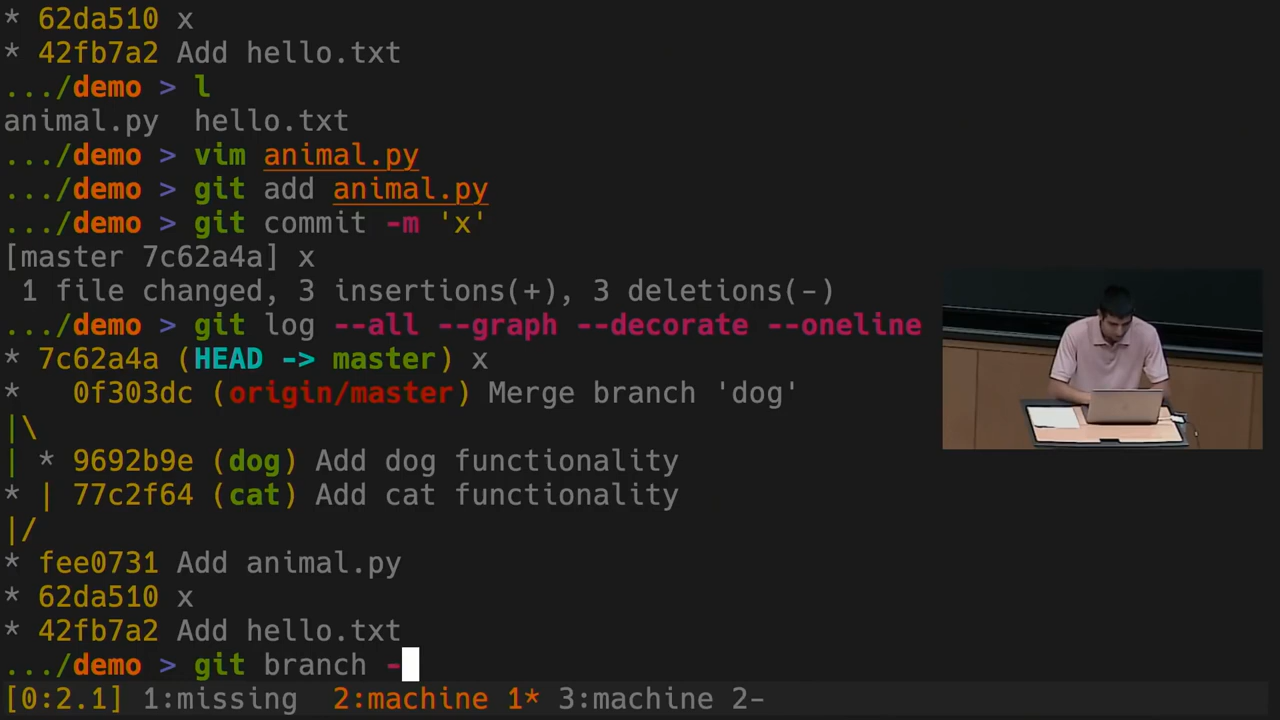 * 62da510 x
* 42fb7a2 Add hello.txt
.../demo > l
animal.py  hello.txt
.../demo > vim animal.py
.../demo > git add animal.py
.../demo > git commit -m 'x'
[master 7c62a4a] x
 1 file changed, 3 insertions(+), 3 deletions(-)
.../demo > git log --all --graph --decorate --oneline
* 7c62a4a (HEAD -> master) x
*   0f303dc (origin/master) Merge branch 'dog'
|\
| * 9692b9e (dog) Add dog functionality
* | 77c2f64 (cat) Add cat functionality
|/
* fee0731 Add animal.py
* 62da510 x
* 42fb7a2 Add hello.txt
.../demo > git branch -
[0:2.1] 1:missing  2:machine 1* 3:machine 2-